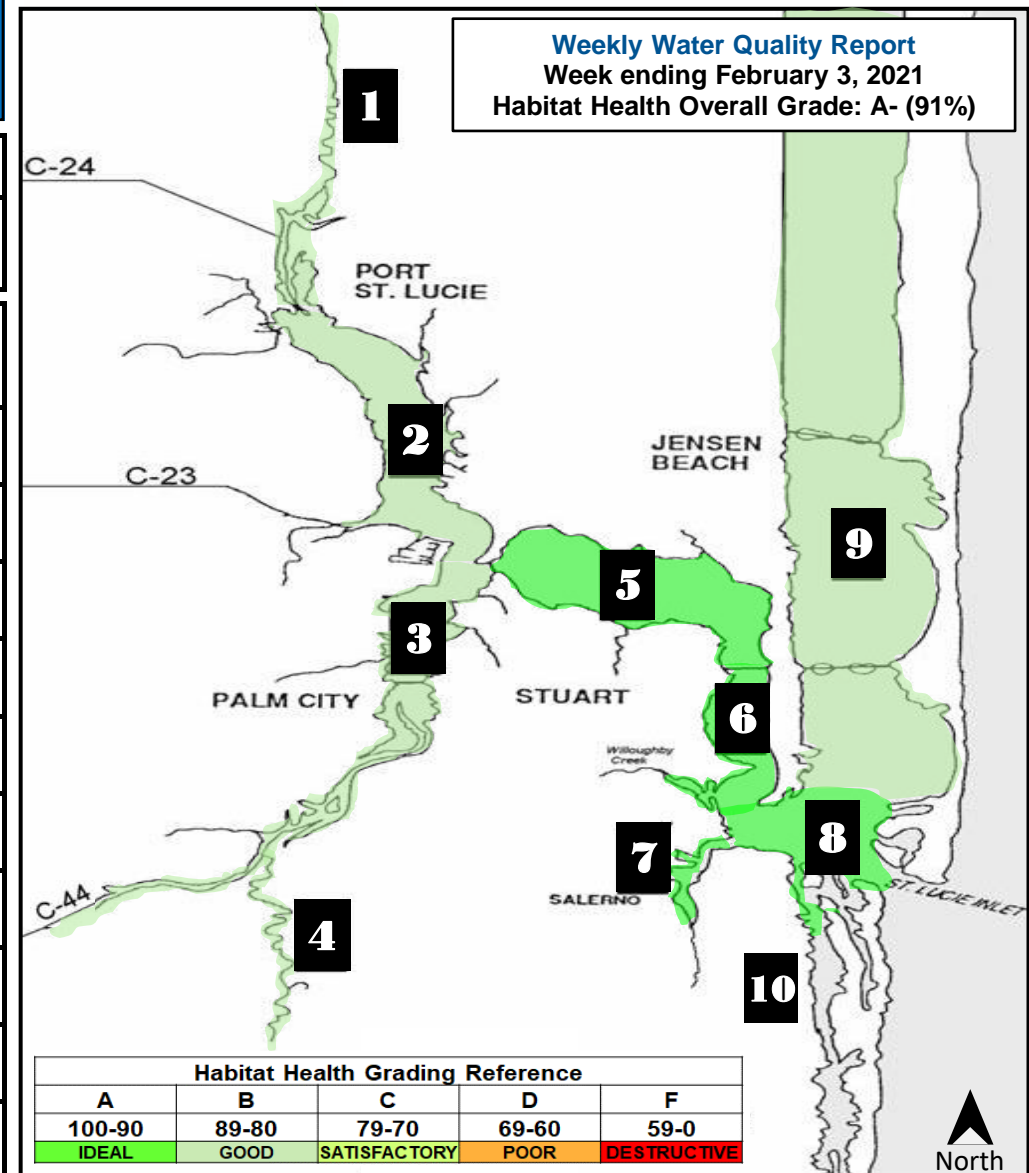 Weekly Water Quality Report
Week ending February 3, 2021
Habitat Health Overall Grade: A- (91%)
1
C-24
PORT
ST. LUCIE
2
C-23
JENSEN
BEACH
9
5
3
PALM CITY
STUART
6
Willoughby
Creek
8
7
SALERNO
ST. LUCIE INLET
C-44
4
10
Habitat Health Grading Reference
A B C D F
100-90 89-80 79-70 69-60 59-0
IDEAL GOOD SATISFACTORY POOR DESTRUCTIVE
North